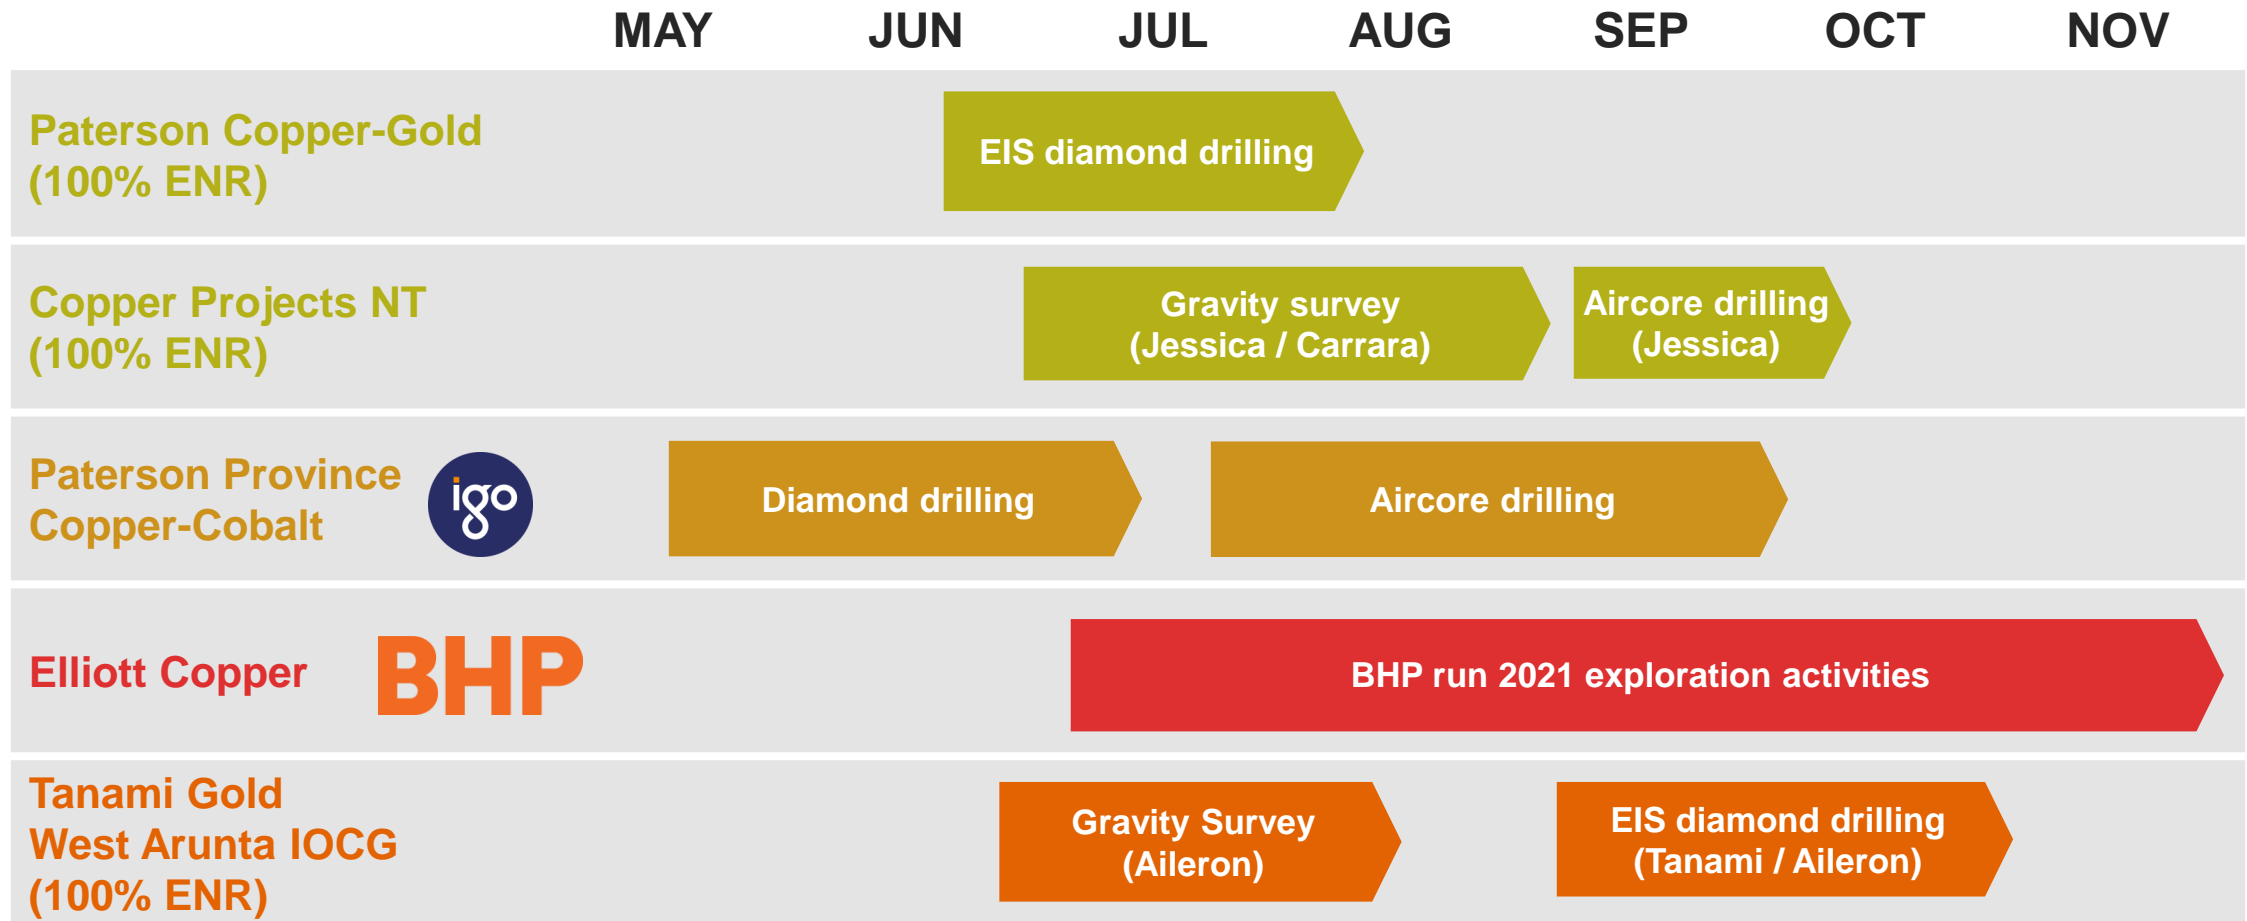 MAY JUN JUL AUG SEP OCT NOV
Paterson Copper-Gold
(100% ENR)
EIS diamond drilling
Copper Projects NT
(100% ENR)
Gravity survey
(Jessica / Carrara)
Aircore drilling
(Jessica)
Paterson Province
Copper-Cobalt
igo
Diamond drilling
Aircore drilling
Elliott Copper
BHP
BHP run 2021 exploration activities
Tanami Gold
West Arunta IOCG
(100% ENR)
Gravity Survey
(Aileron)
EIS diamond drilling
(Tanami / Aileron)